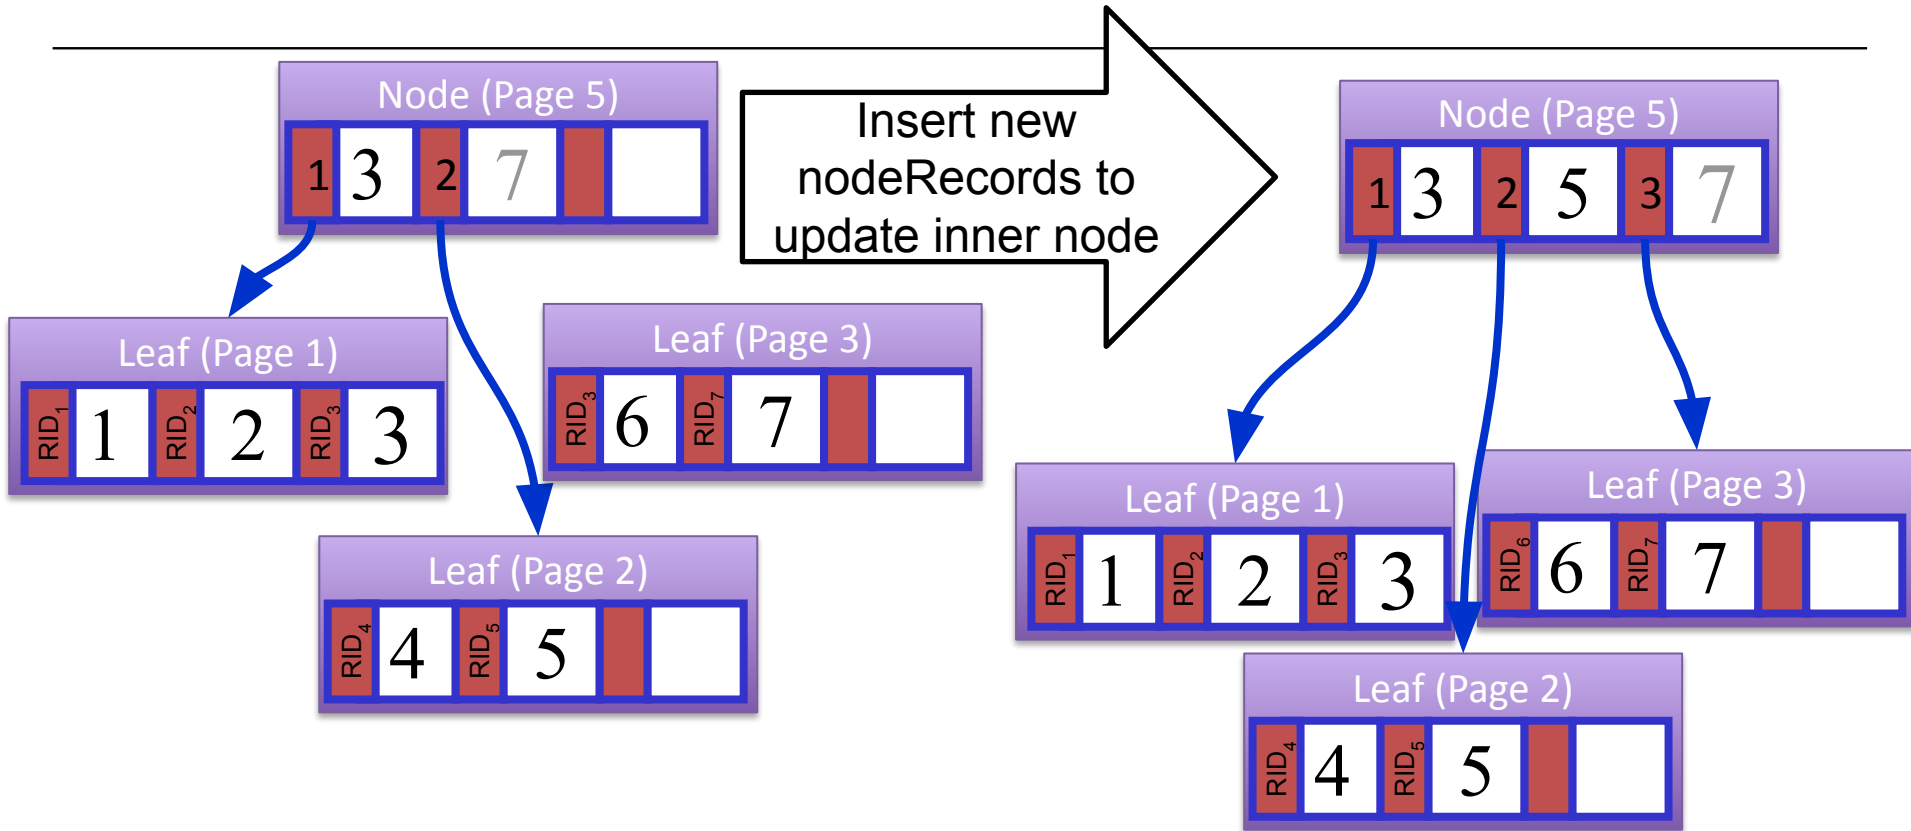 Node (Page 5)
1 3 2 7
Leaf (Page 1)
RID1 1 RID2 2 RID3 3
Leaf (Page 3)
RID3 6 RID7 7
Leaf (Page 2)
RID4 4 RID5 5
Insert new
nodeRecords to
update inner node
Node (Page 5)
1 3 2 5 3 7
Leaf (Page 1)
RID1 1 RID2 2 RID3 3
Leaf (Page 3)
RID6 6 RID7 7
Leaf (Page 2)
RID4 4 RID5 5